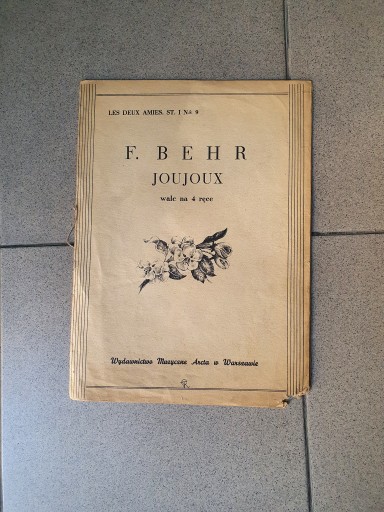 LES DEUX AMIES. ST. I No 9
F. BEHR
JOUJOUX
walc na 4 ręce
Wydawnictwo Muzyczne Arcta w Warszawie